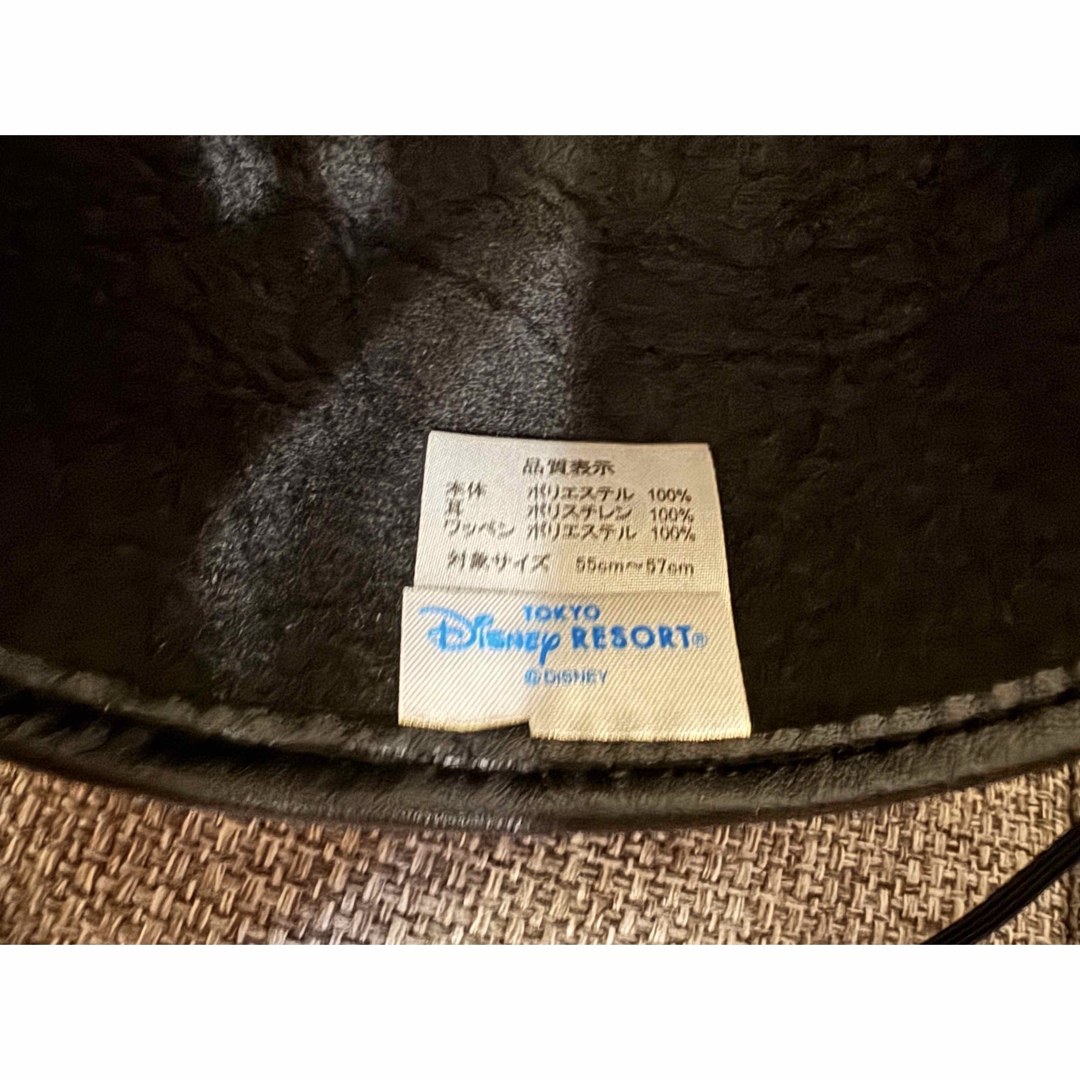 品質表示
本体 ポリエステル 100%
耳 ポリスチレン 100%
ワッペン ポリエステル 100%
対象サイズ 55cm～57cm
TOKYO
Disney RESORT®
© DISNEY